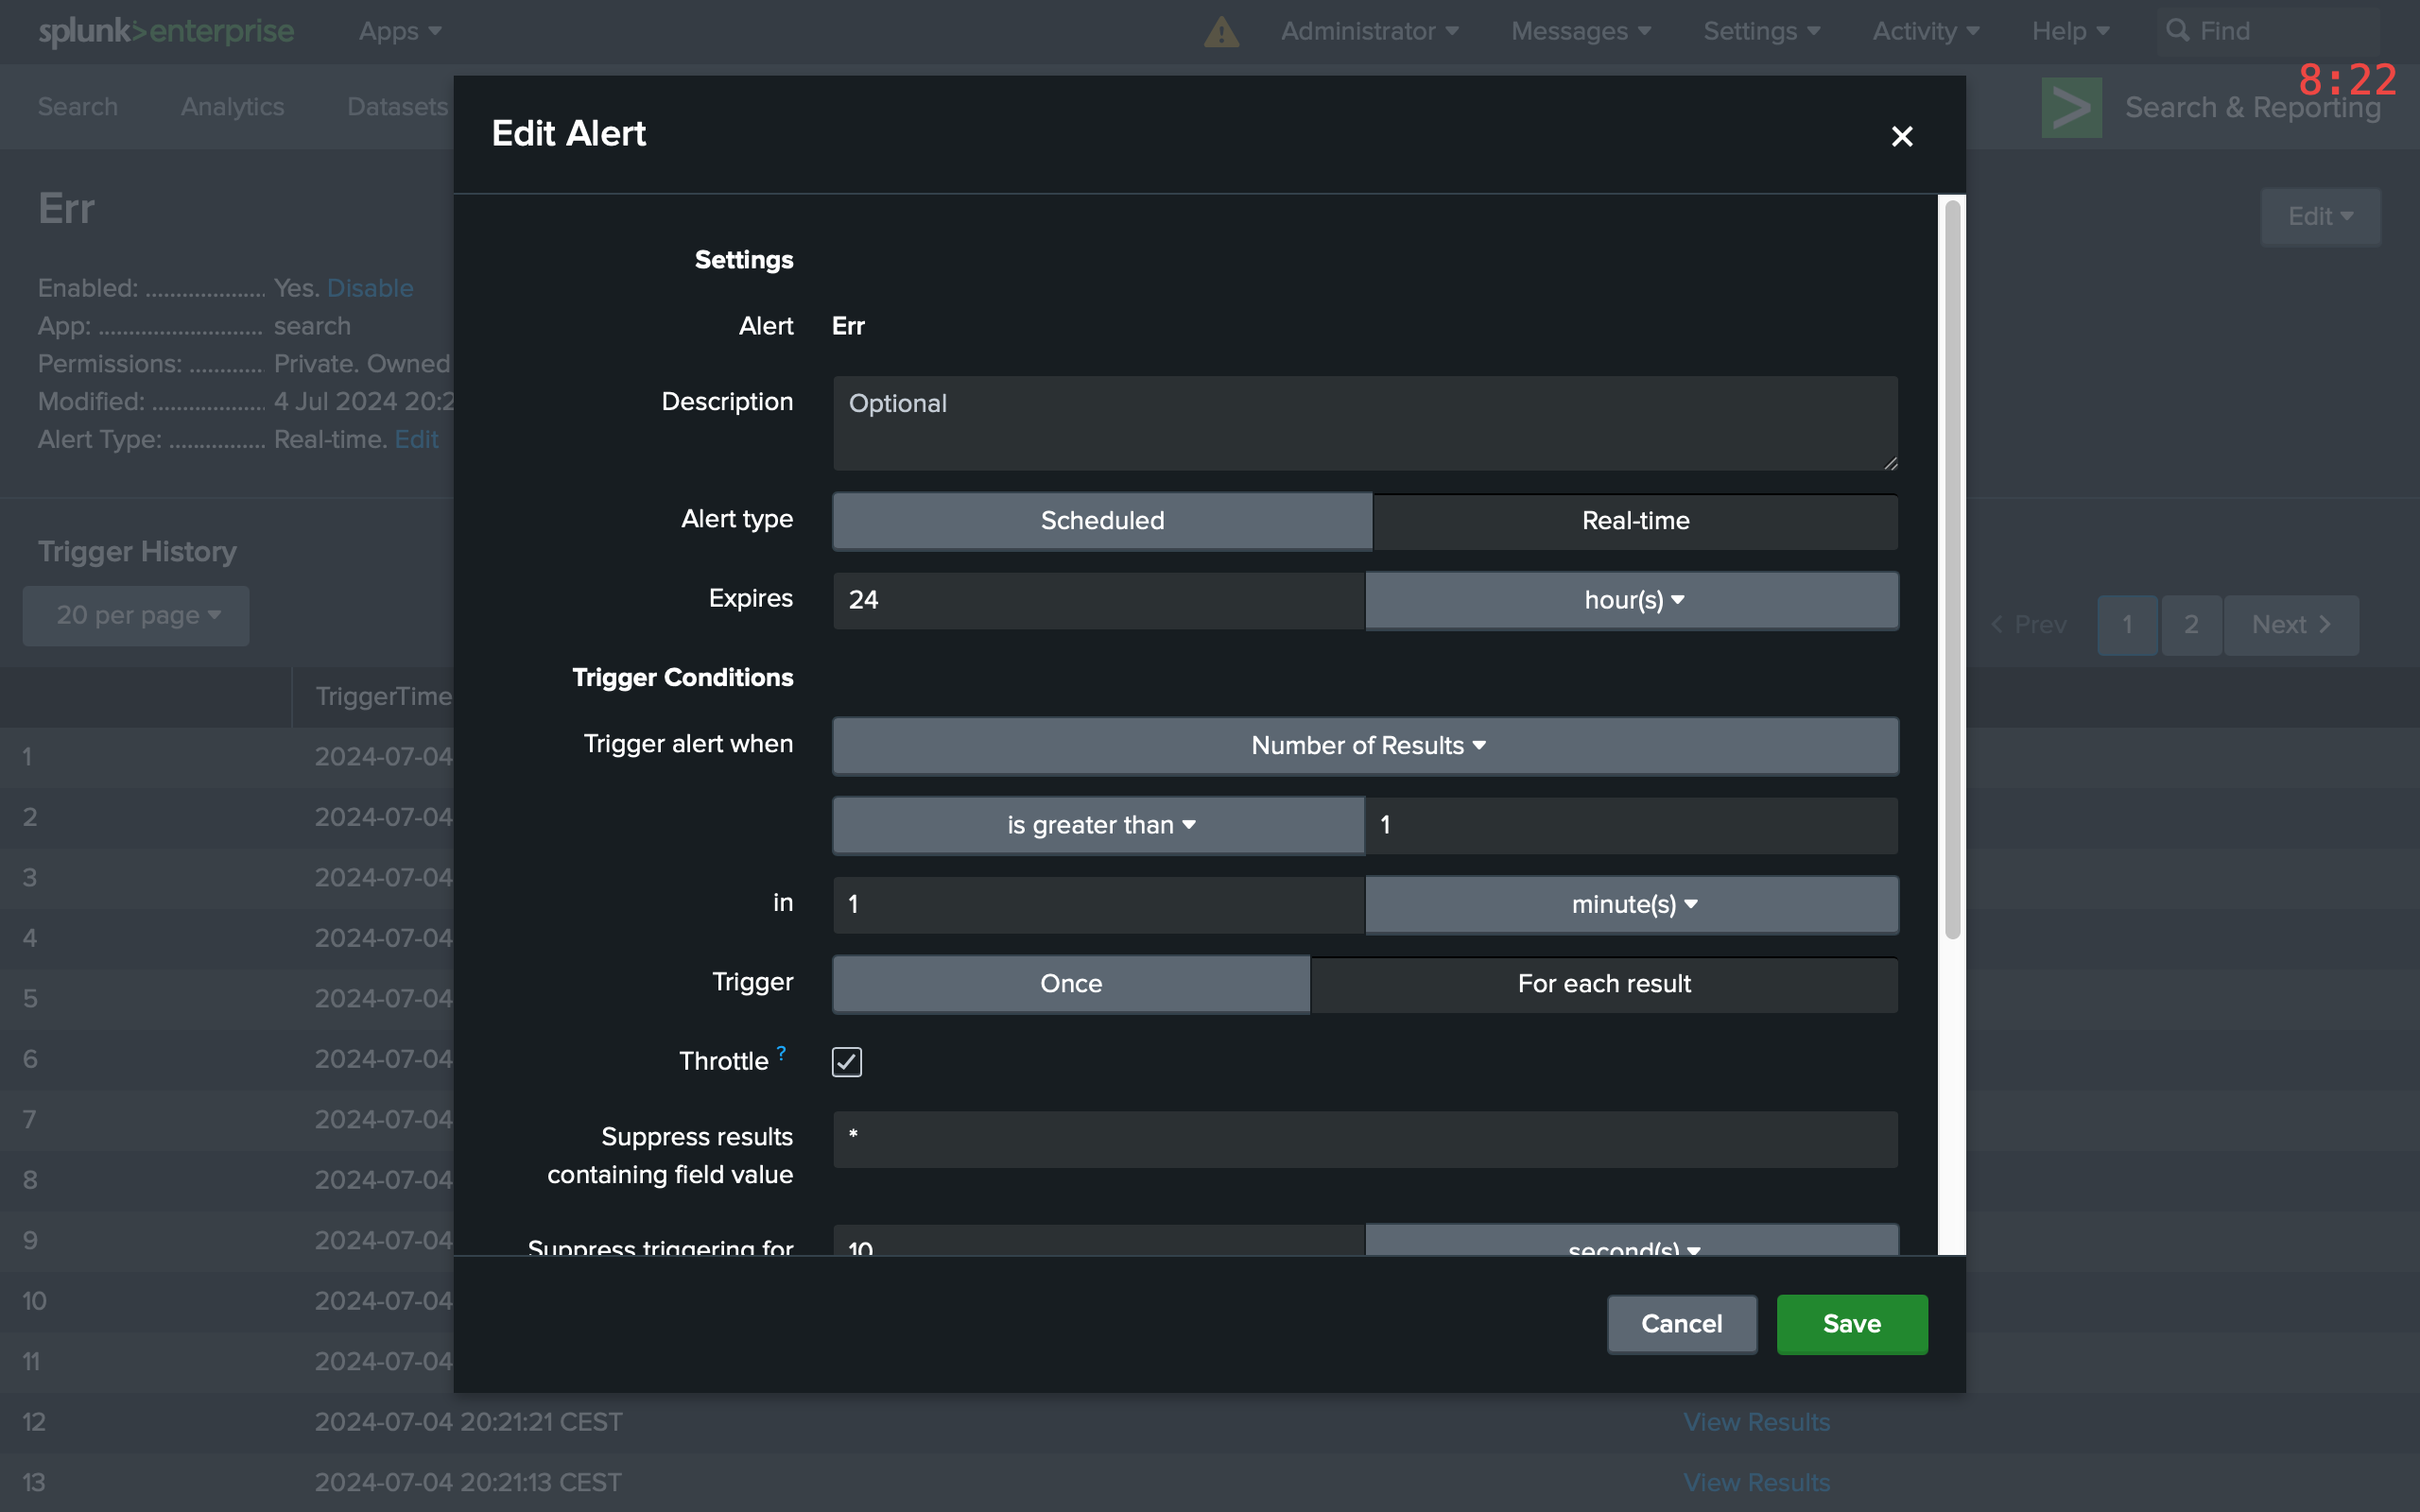 splunk>enterprise Apps Administrator Messages Settings Activity Help Find
8:22
Search Analytics Datasets Search & Reporting
Edit Alert
Err
Edit
Enabled: .................... Yes. Disable
App: ........................... search
Permissions: ............. Private. Owned
Modified: ................... 4 Jul 2024 20:2
Alert Type: ................ Real-time. Edit
Trigger History
20 per page
< Prev 1 2 Next >
TriggerTime
1 2024-07-04
2 2024-07-04
3 2024-07-04
4 2024-07-04
5 2024-07-04
6 2024-07-04
7 2024-07-04
8 2024-07-04
9 2024-07-04
10 2024-07-04
11 2024-07-04
12 2024-07-04 20:21:21 CEST View Results
13 2024-07-04 20:21:13 CEST View Results
Settings
Alert Err
Description Optional
Alert type Scheduled Real-time
Expires 24 hour(s)
Trigger Conditions
Trigger alert when Number of Results
is greater than 1
in 1 minute(s)
Trigger Once For each result
Throttle ?
Suppress results *
containing field value
Suppress triggering for 10 second(s)
Cancel Save